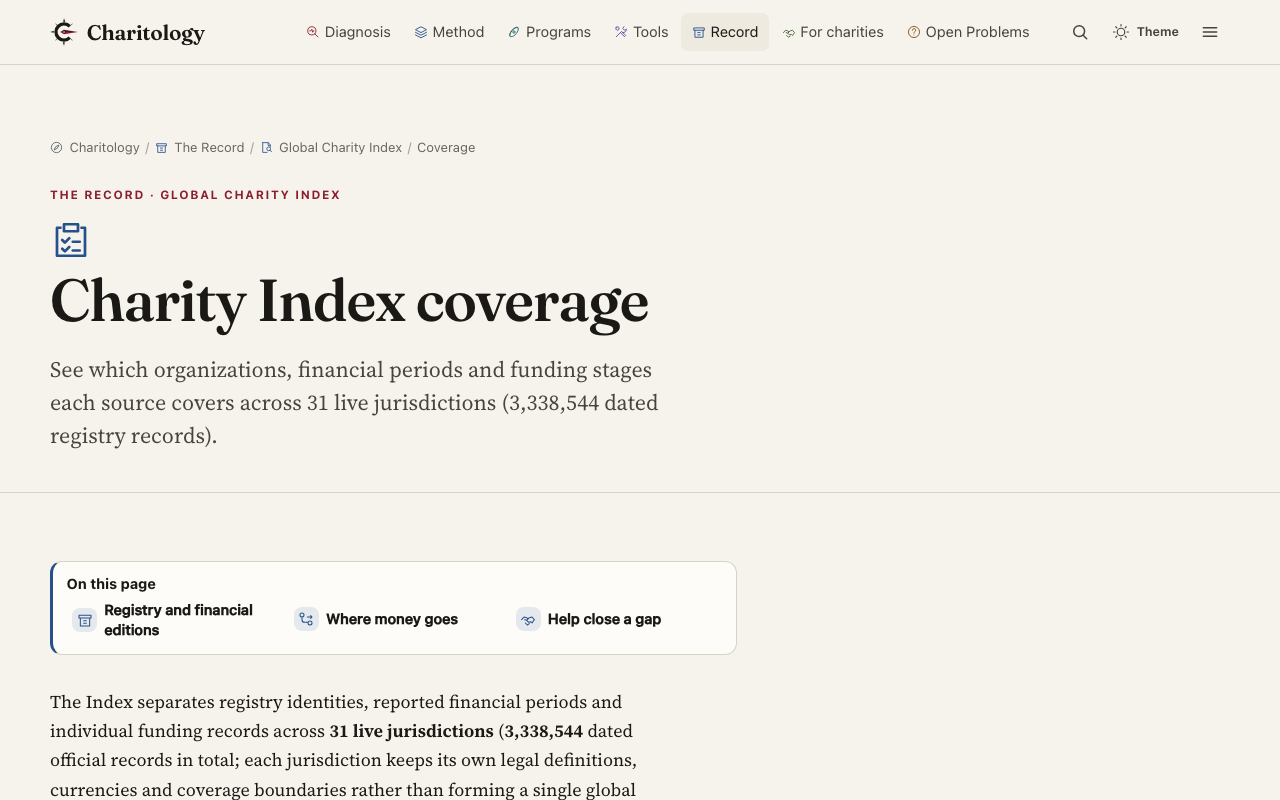 Charitology
Diagnosis
Method
Programs
Tools
Record
For charities
Open Problems
Theme
Charitology / The Record / Global Charity Index / Coverage
THE RECORD · GLOBAL CHARITY INDEX
Charity Index coverage
See which organizations, financial periods and funding stages
each source covers across 31 live jurisdictions (3,338,544 dated
registry records).
On this page
Registry and financial
editions
Where money goes
Help close a gap
The Index separates registry identities, reported financial periods and
individual funding records across 31 live jurisdictions (3,338,544 dated
official records in total; each jurisdiction keeps its own legal definitions,
currencies and coverage boundaries rather than forming a single global